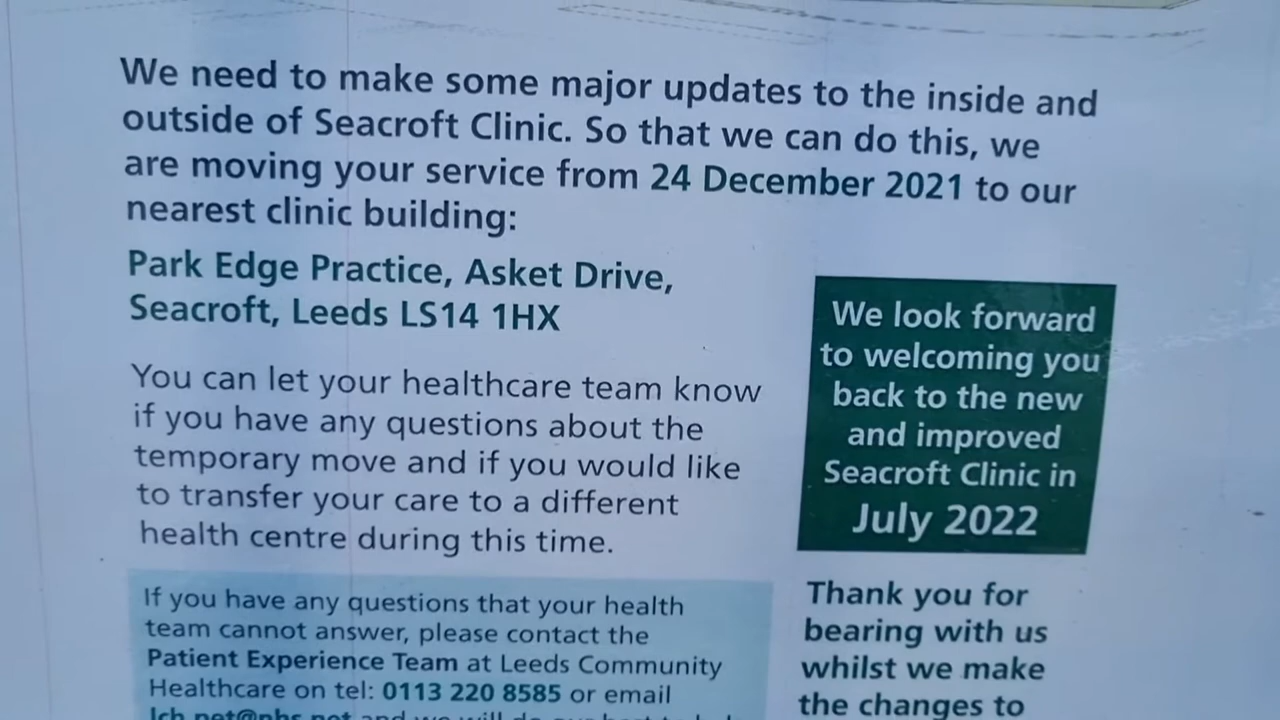 We need to make some major updates to the inside and
outside of Seacroft Clinic. So that we can do this, we
are moving your service from 24 December 2021 to our
nearest clinic building:
Park Edge Practice, Asket Drive,
Seacroft, Leeds LS14 1HX
You can let your healthcare team know
if you have any questions about the
temporary move and if you would like
to transfer your care to a different
health centre during this time.
We look forward
to welcoming you
back to the new
and improved
Seacroft Clinic in
July 2022
If you have any questions that your health
team cannot answer, please contact the
Patient Experience Team at Leeds Community
Healthcare on tel: 0113 220 8585 or email
Thank you for
bearing with us
whilst we make
the changes to